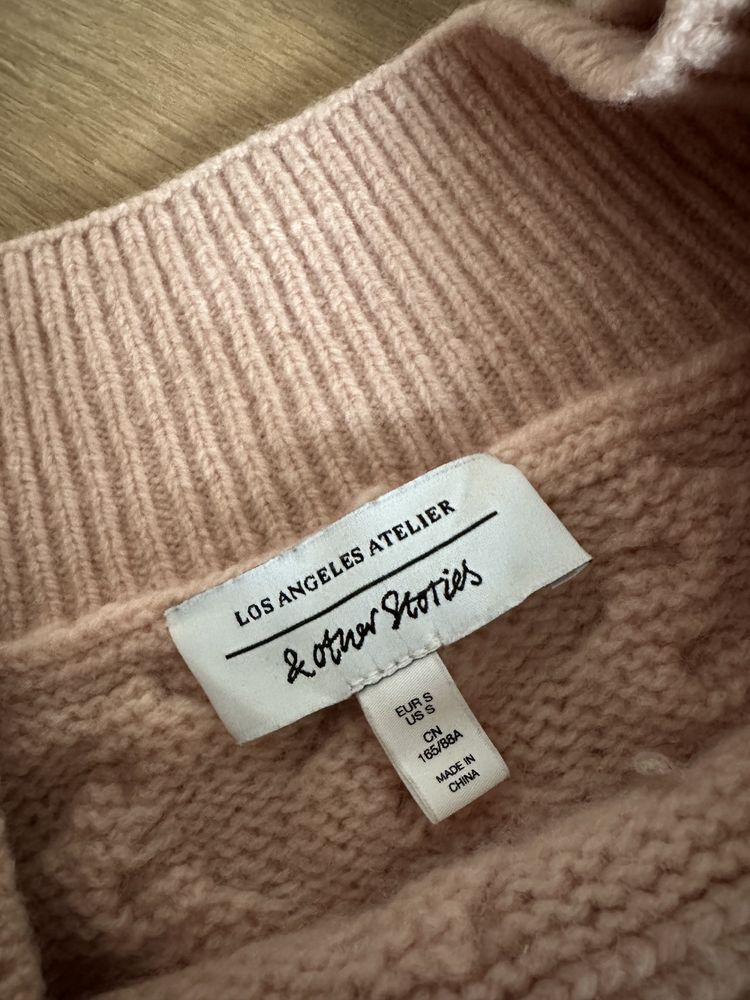 LOS ANGELES ATELIER
& other Stories
EUR S
US S
CN
165/88A
MADE IN
CHINA